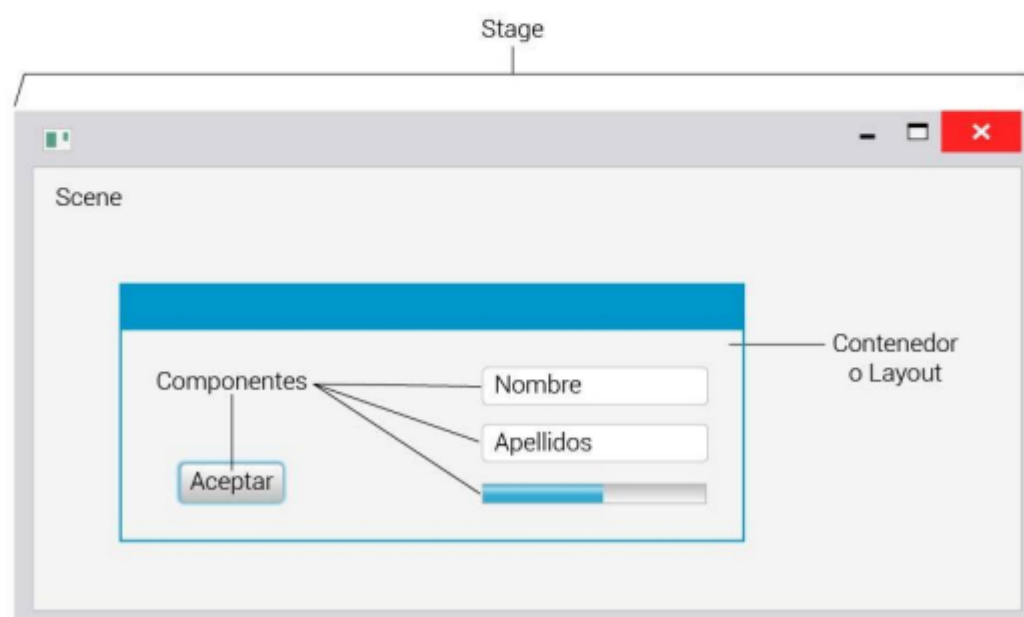 Stage
Scene
Contenedor
o Layout
Componentes
Nombre
Apellidos
Aceptar